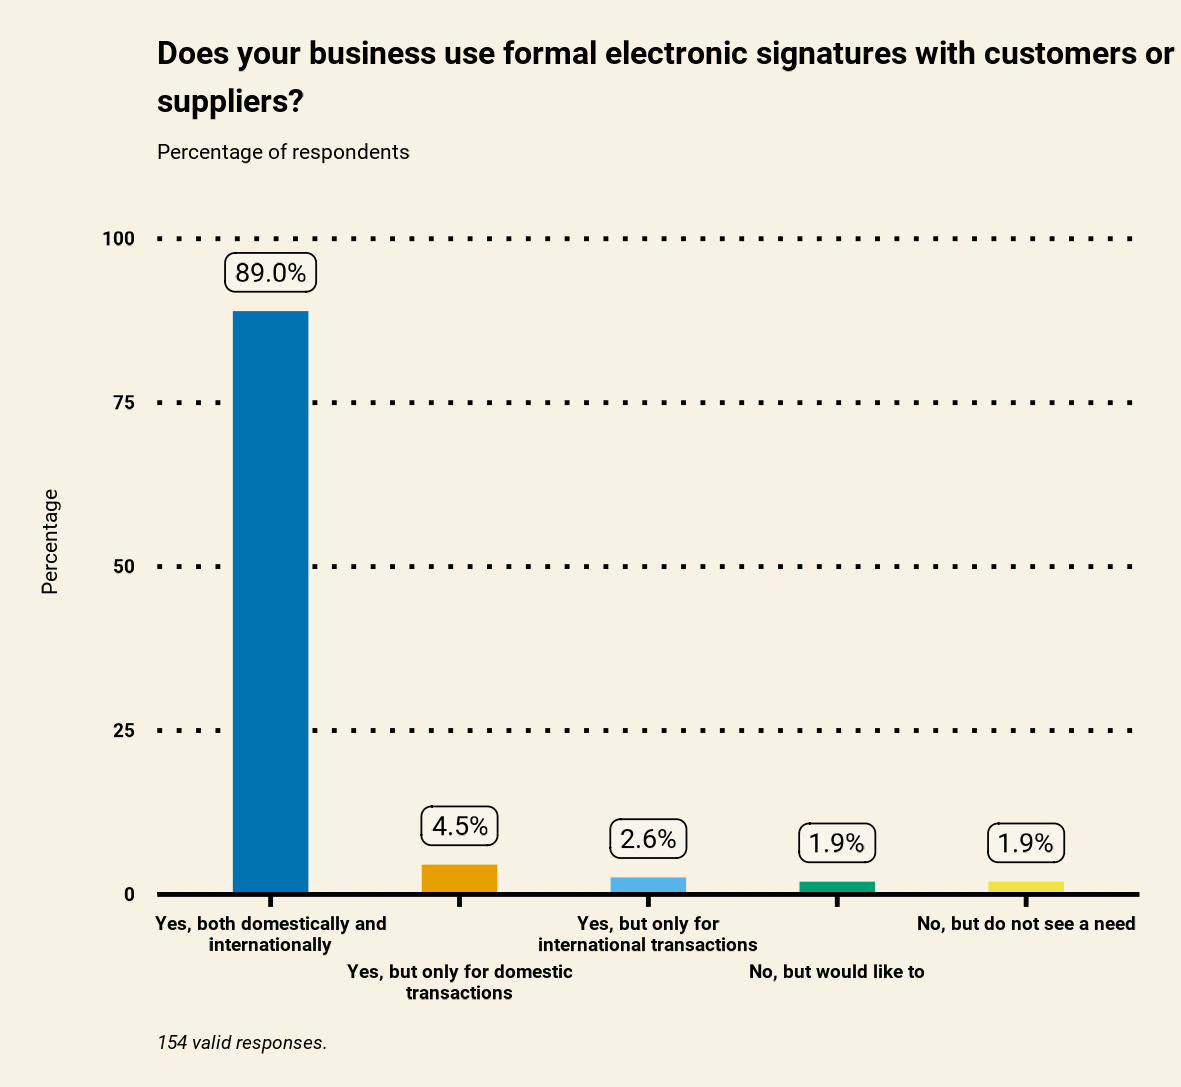 Does your business use formal electronic signatures with customers or
suppliers?
Percentage of respondents
100
89.0%
75
Percentage
50
25
4.5%
2.6%
1.9%
1.9%
0
Yes, both domestically and
internationally
Yes, but only for domestic
transactions
Yes, but only for
international transactions
No, but would like to
No, but do not see a need
154 valid responses.